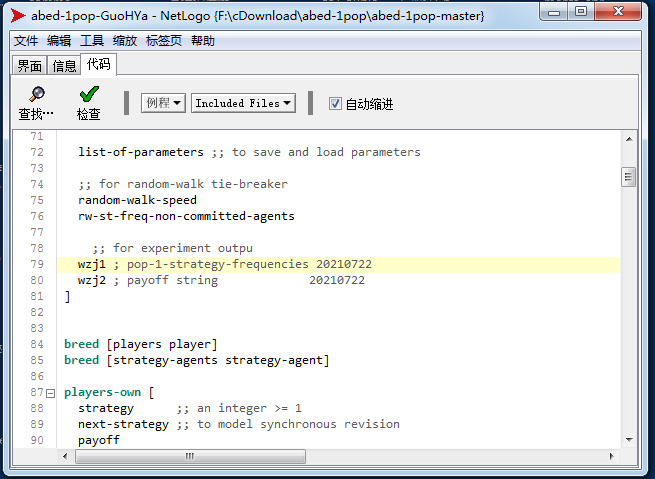 abed-1pop-GuoHYa - NetLogo {F:\cDownload\abed-1pop\abed-1pop-master}
文件 编辑 工具 缩放 标签页 帮助
界面 信息 代码
查找… 检查 例程 Included Files 自动缩进
71
72 list-of-parameters ;; to save and load parameters
73
74 ;; for random-walk tie-breaker
75 random-walk-speed
76 rw-st-freq-non-committed-agents
77
78 ;; for experiment outpu
79 wzj1 ; pop-1-strategy-frequencies 20210722
80 wzj2 ; payoff string 20210722
81 ]
82
83
84 breed [players player]
85 breed [strategy-agents strategy-agent]
86
87 players-own [
88 strategy ;; an integer >= 1
89 next-strategy ;; to model synchronous revision
90 payoff